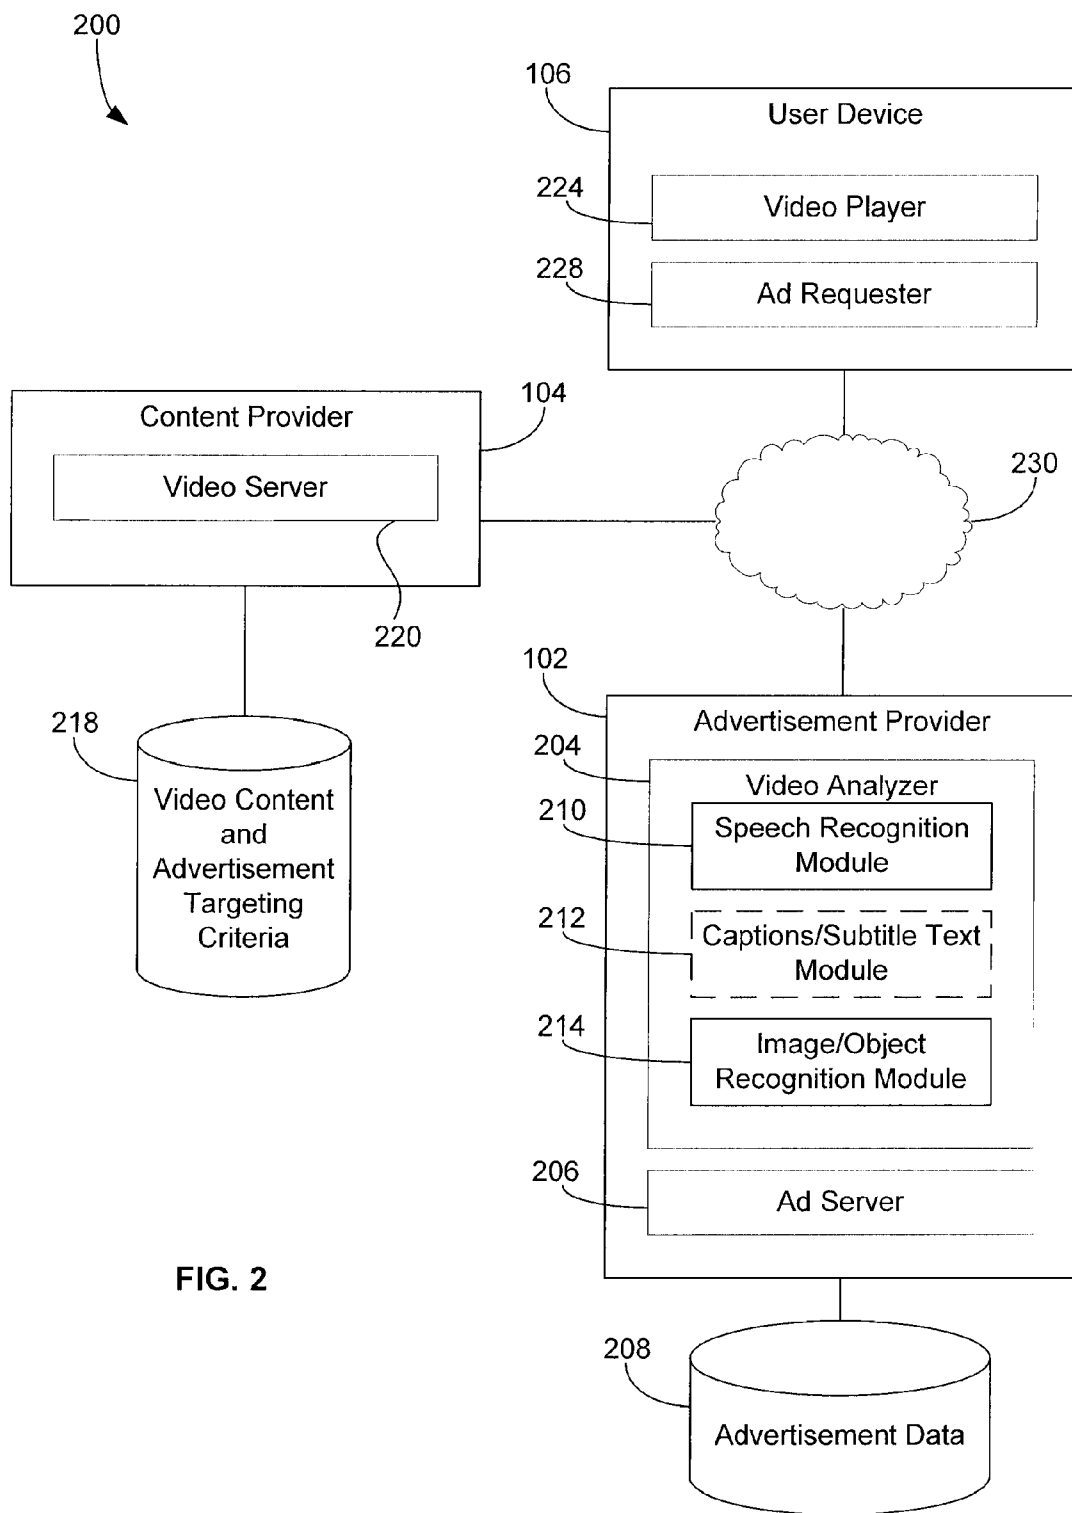 200
106
User Device
224
Video Player
228
Ad Requester
104
Content Provider
Video Server
220
230
102
Advertisement Provider
218
Video Content
and
Advertisement
Targeting
Criteria
204
Video Analyzer
210
Speech Recognition
Module
212
Captions/Subtitle Text
Module
214
Image/Object
Recognition Module
206
Ad Server
FIG. 2
208
Advertisement Data